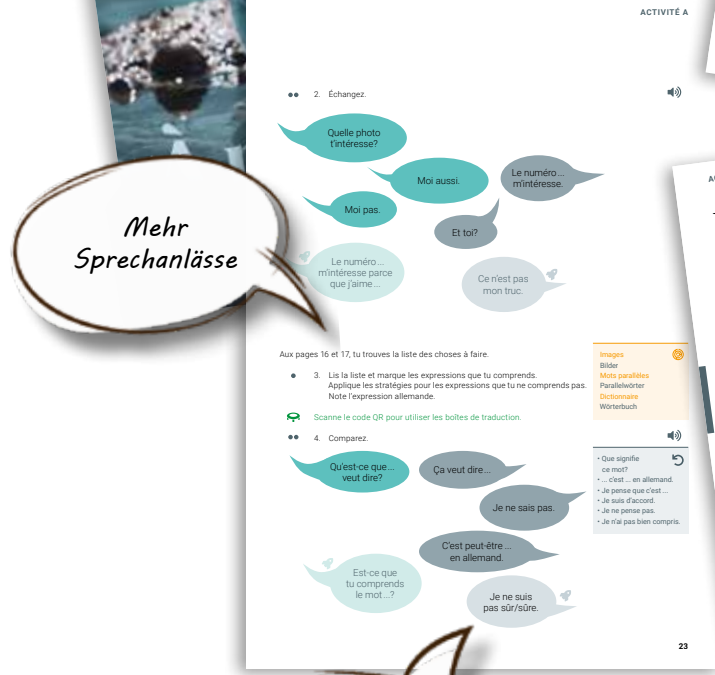 ACTIVITÉ A
2. Échangez.
Quelle photo
t'intéresse?
Moi aussi.
Le numéro ...
m'intéresse.
Moi pas.
Et toi?
Mehr
Sprechanlässe
Le numéro ...
m'intéresse parce
que j'aime ...
Ce n'est pas
mon truc.
Aux pages 16 et 17, tu trouves la liste des choses à faire.
3. Lis la liste et marque les expressions que tu comprends.
Applique les stratégies pour les expressions que tu ne comprends pas.
Note l'expression allemande.
Images
Bilder
Mots parallèles
Parallelwörter
Dictionnaire
Wörterbuch
Scanne le code QR pour utiliser les boîtes de traduction.
4. Comparez.
Qu'est-ce que ...
veut dire?
Ça veut dire ...
Je ne sais pas.
C'est peut-être ...
en allemand.
Est-ce que
tu comprends
le mot ...?
Je ne suis
pas sûr/sûre.
• Que signifie
ce mot?
• ... c'est ... en allemand.
• Je pense que c'est ...
• Je suis d'accord.
• Je ne pense pas.
• Je n'ai pas bien compris.
23